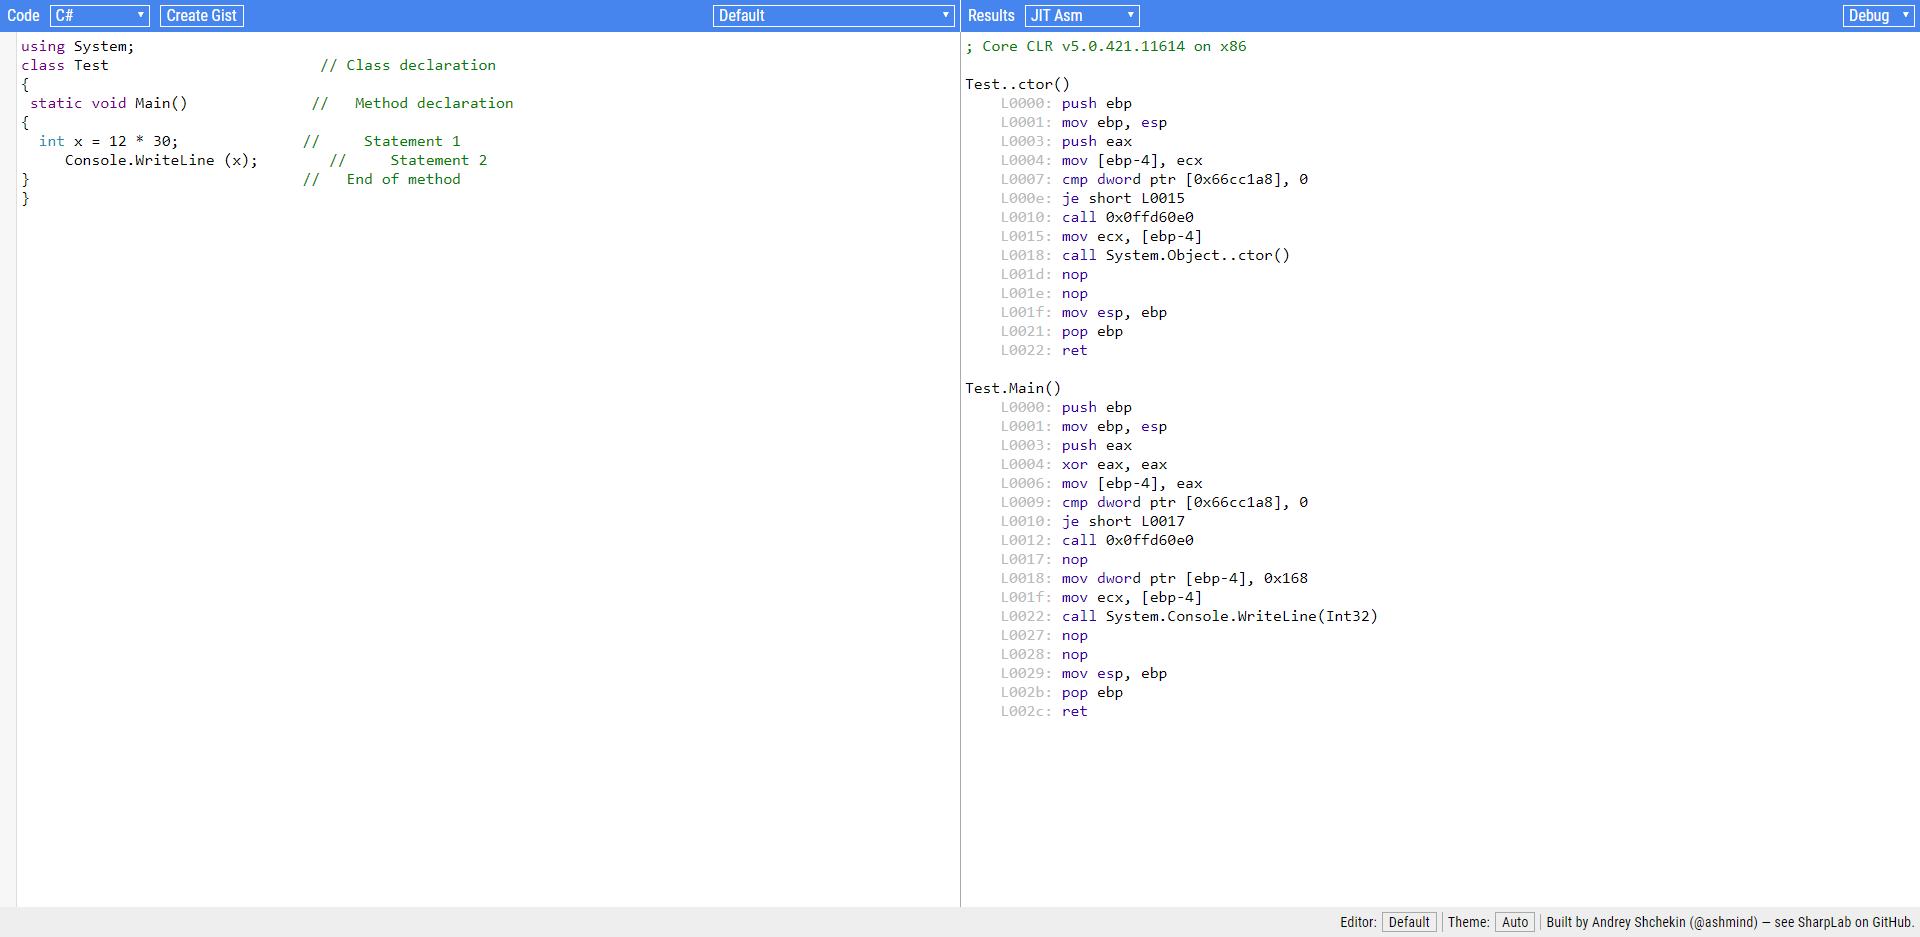 Code C# Create Gist Default
using System;
class Test // Class declaration
{
static void Main() // Method declaration
{
int x = 12 * 30; // Statement 1
Console.WriteLine (x); // Statement 2
} // End of method
}
Results JIT Asm Debug
; Core CLR v5.0.421.11614 on x86
Test..ctor()
L0000: push ebp
L0001: mov ebp, esp
L0003: push eax
L0004: mov [ebp-4], ecx
L0007: cmp dword ptr [0x66cc1a8], 0
L000e: je short L0015
L0010: call 0x0ffd60e0
L0015: mov ecx, [ebp-4]
L0018: call System.Object..ctor()
L001d: nop
L001e: nop
L001f: mov esp, ebp
L0021: pop ebp
L0022: ret
Test.Main()
L0000: push ebp
L0001: mov ebp, esp
L0003: push eax
L0004: xor eax, eax
L0006: mov [ebp-4], eax
L0009: cmp dword ptr [0x66cc1a8], 0
L0010: je short L0017
L0012: call 0x0ffd60e0
L0017: nop
L0018: mov dword ptr [ebp-4], 0x168
L001f: mov ecx, [ebp-4]
L0022: call System.Console.WriteLine(Int32)
L0027: nop
L0028: nop
L0029: mov esp, ebp
L002b: pop ebp
L002c: ret
Editor: Default Theme: Auto Built by Andrey Shchekin (@ashmind) — see SharpLab on GitHub.